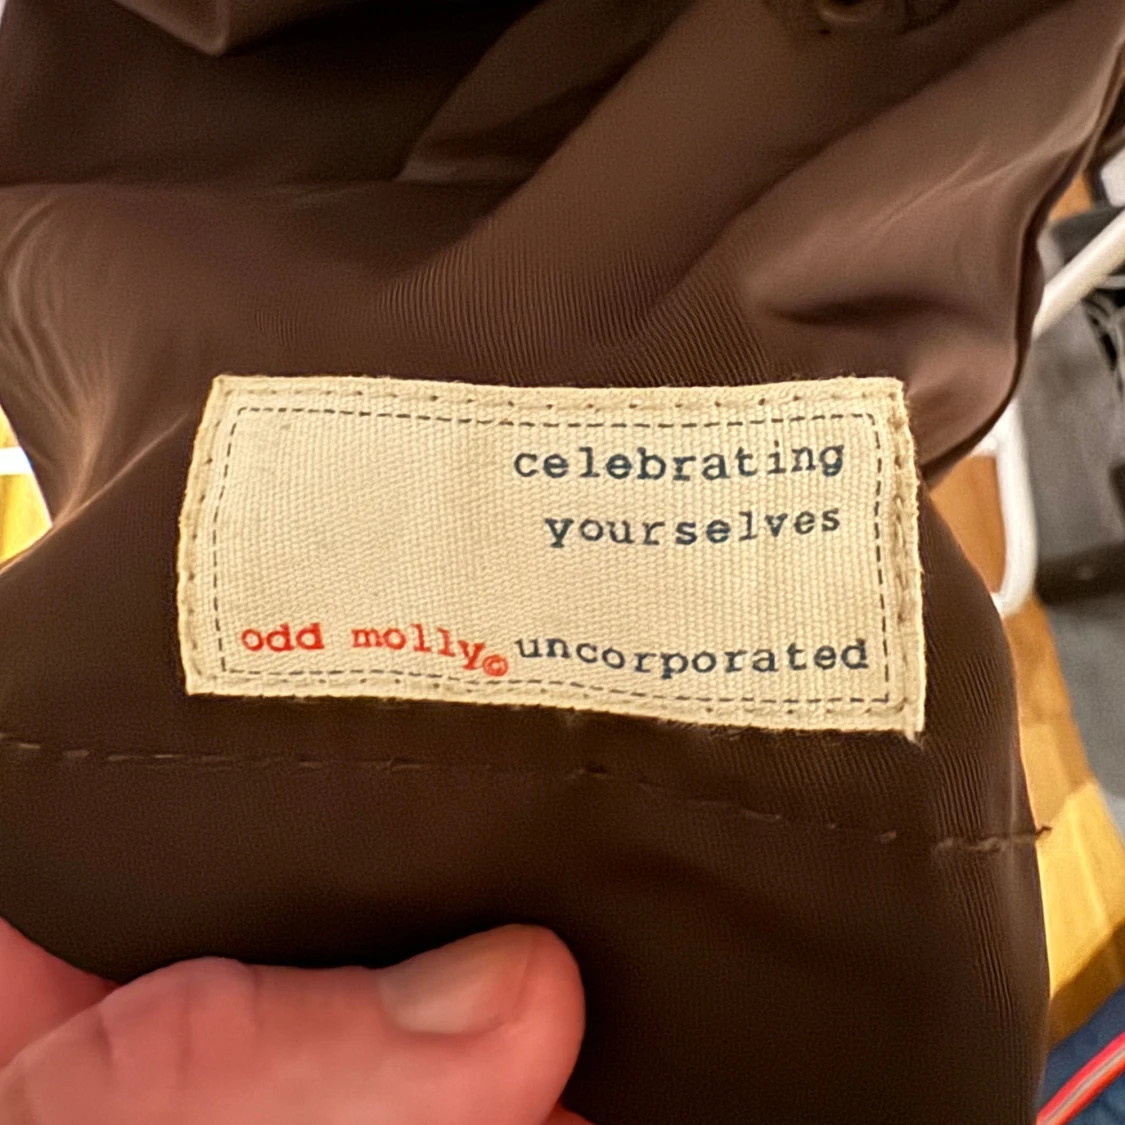 celebrating
yourselves
odd molly© uncorporated